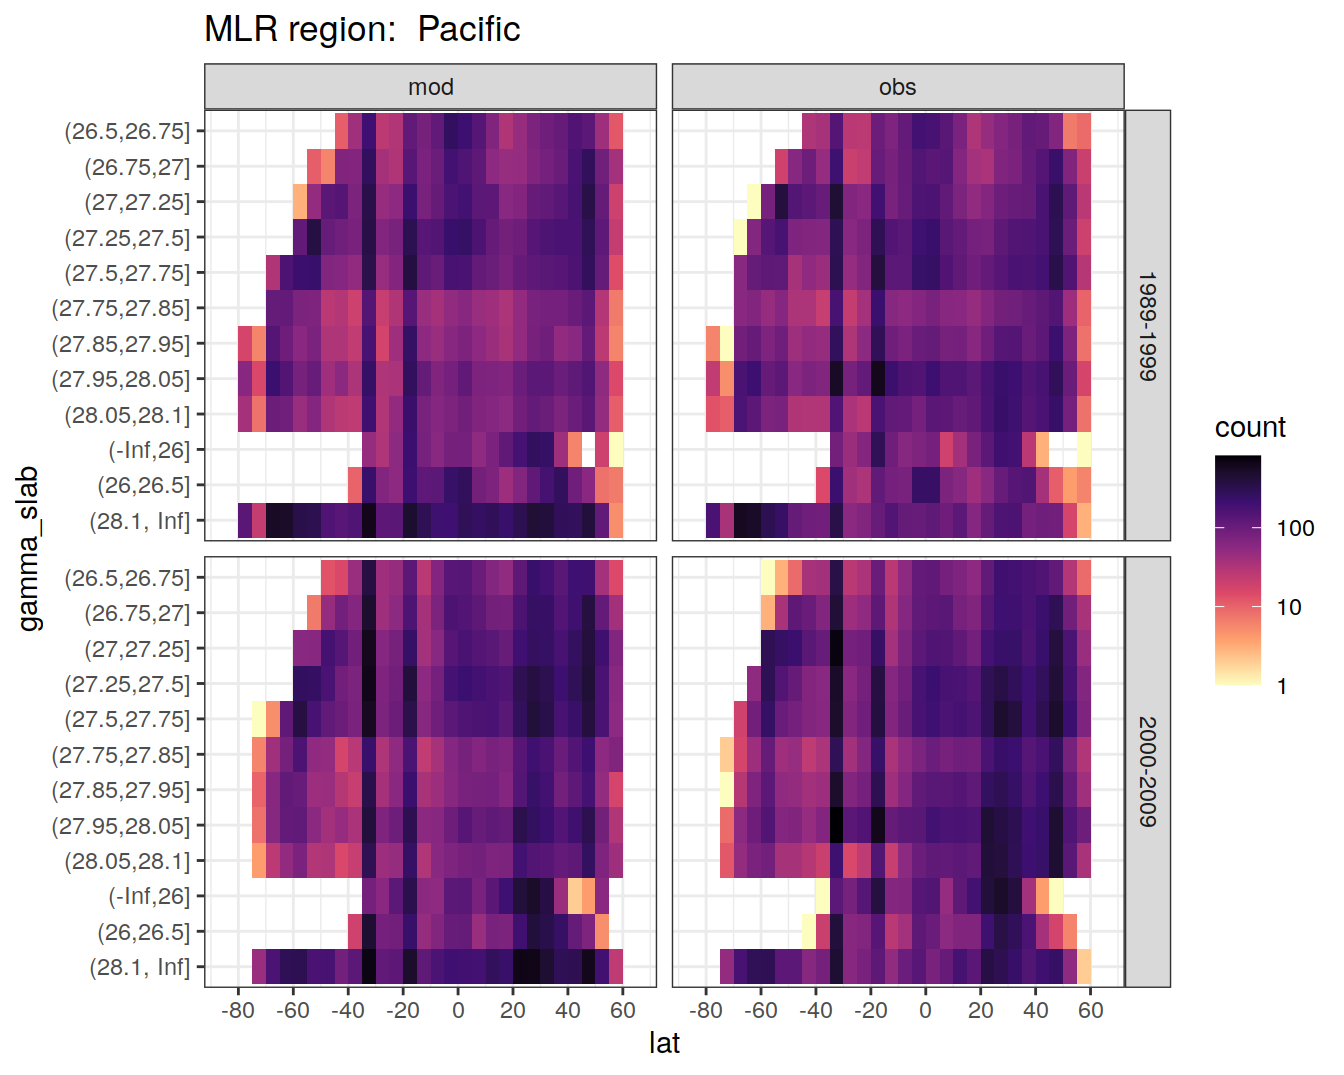 MLR region:  Pacific
mod
obs
gamma_slab
(26.5,26.75]
(26.75,27]
(27,27.25]
(27.25,27.5]
(27.5,27.75]
(27.75,27.85]
(27.85,27.95]
(27.95,28.05]
(28.05,28.1]
(-Inf,26]
(26,26.5]
(28.1, Inf]
1989-1999
(26.5,26.75]
(26.75,27]
(27,27.25]
(27.25,27.5]
(27.5,27.75]
(27.75,27.85]
(27.85,27.95]
(27.95,28.05]
(28.05,28.1]
(-Inf,26]
(26,26.5]
(28.1, Inf]
2000-2009
-80 -60 -40 -20 0 20 40 60
-80 -60 -40 -20 0 20 40 60
lat
count
100
10
1